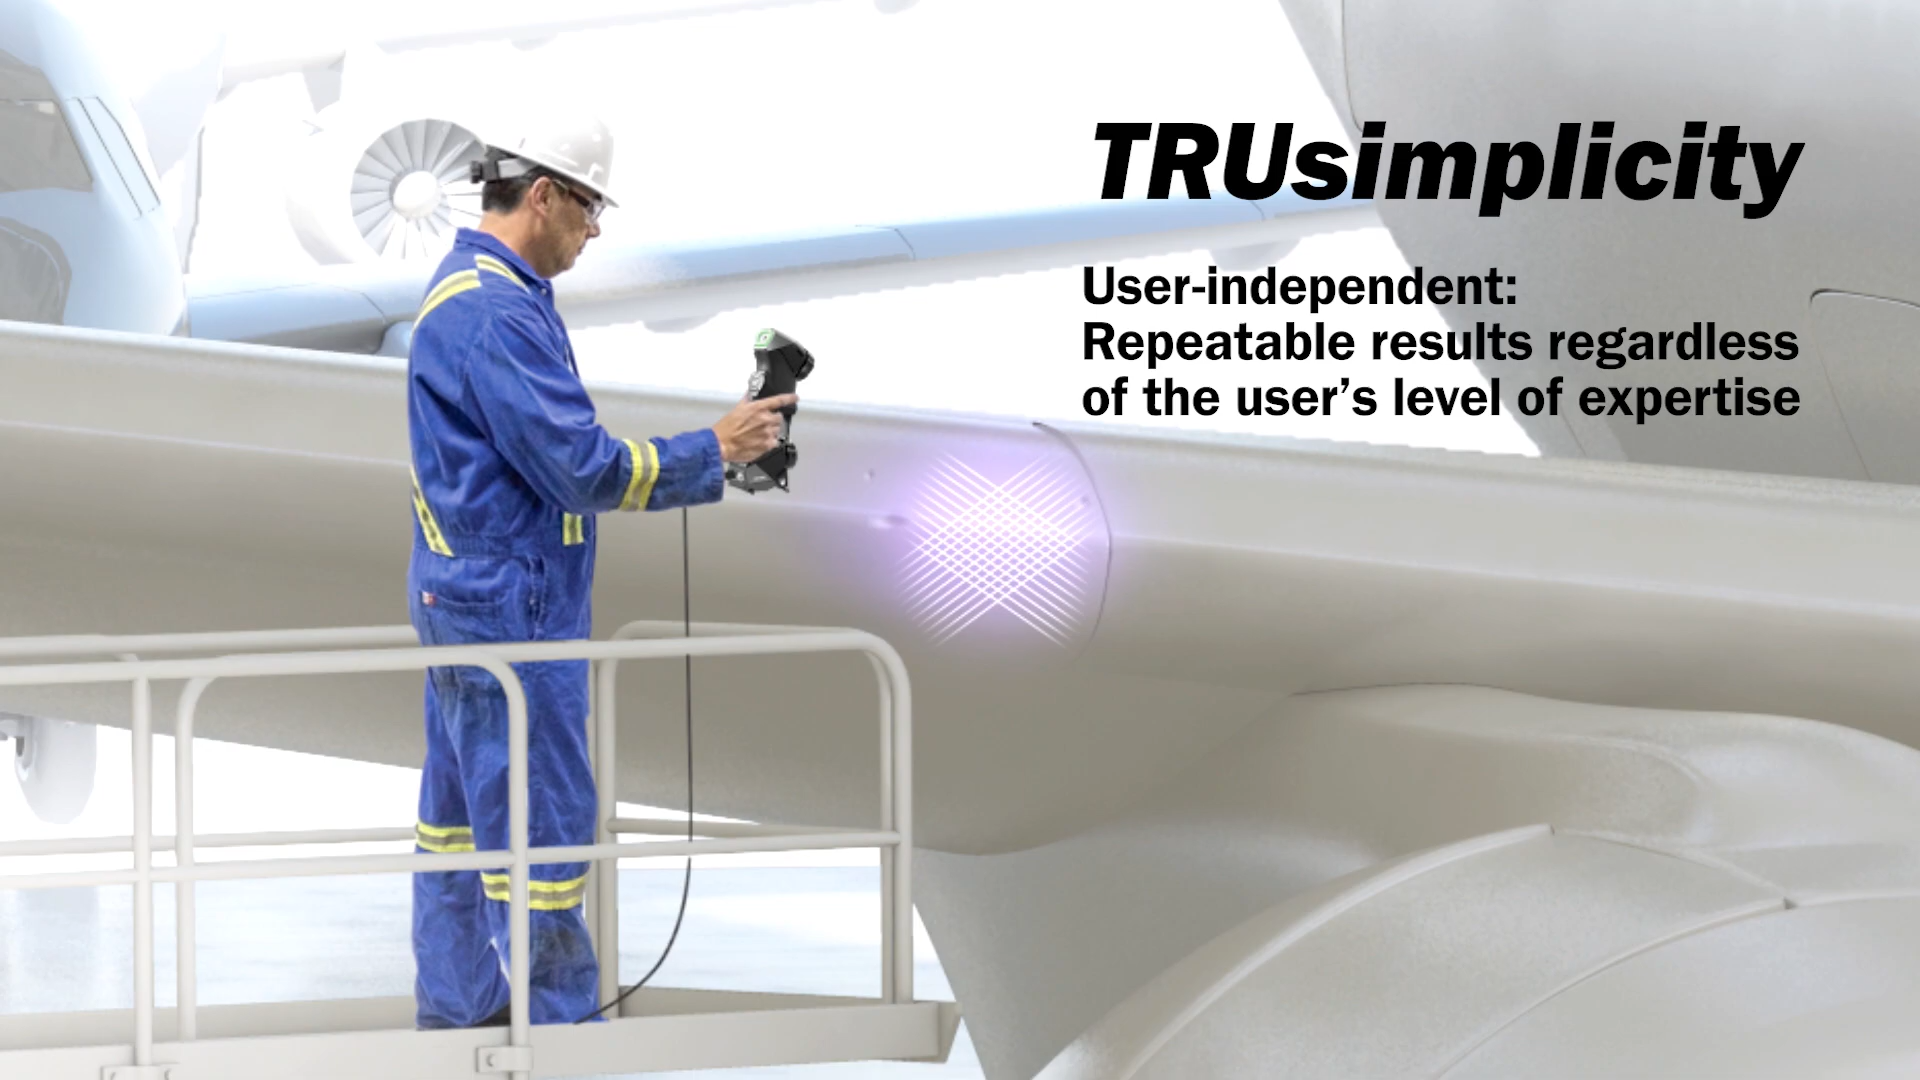 TRUsimplicity
User-independent:
Repeatable results regardless
of the user’s level of expertise